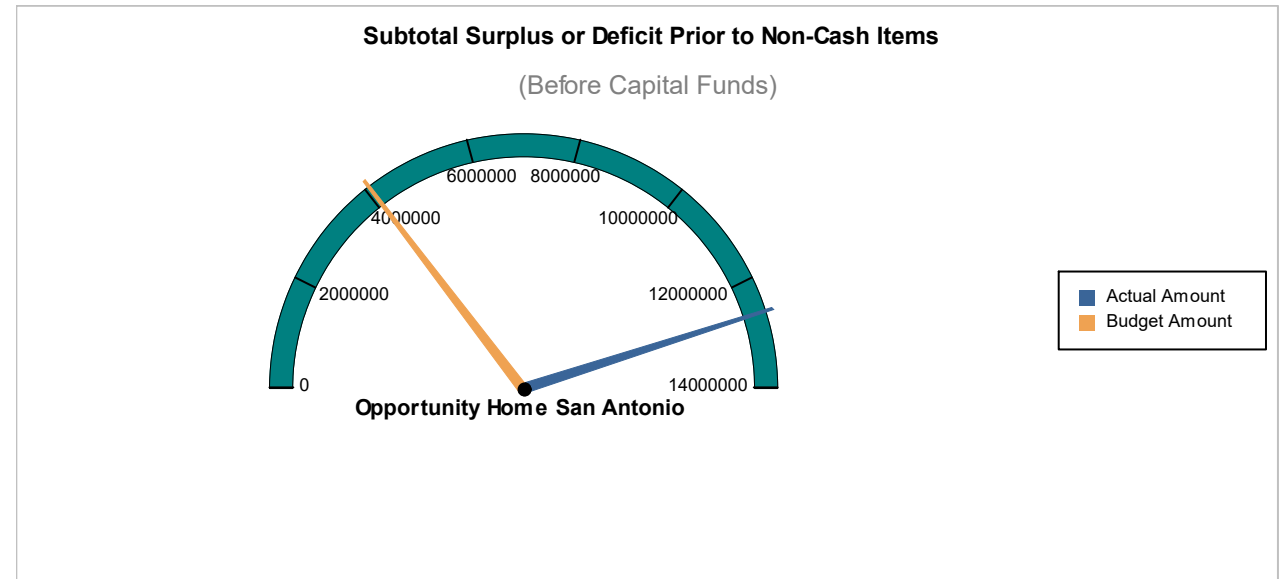 Subtotal Surplus or Deficit Prior to Non-Cash Items
(Before Capital Funds)
6000000 8000000
4000000 10000000
2000000 12000000
0 14000000
Opportunity Home San Antonio
Actual Amount
Budget Amount